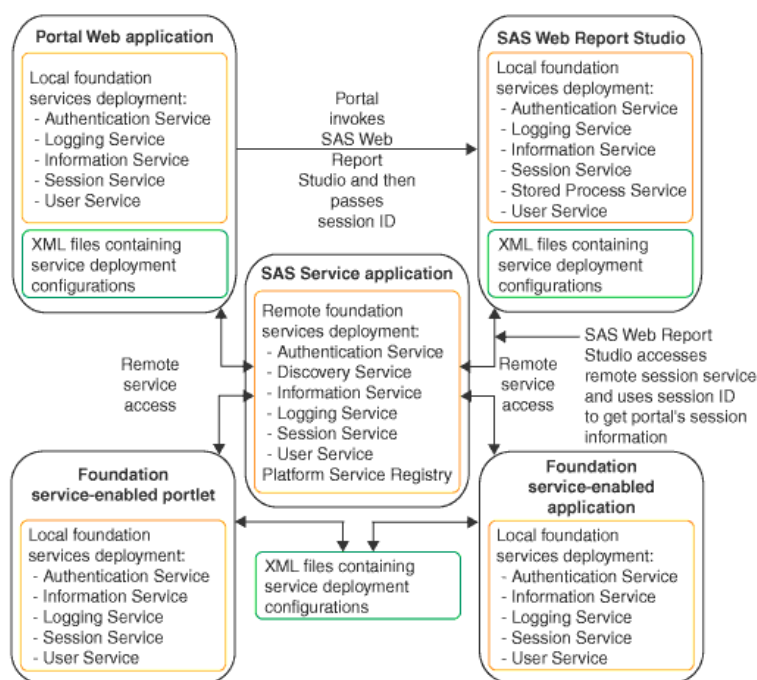 Portal Web application
Local foundation
services deployment:
- Authentication Service
- Logging Service
- Information Service
- Session Service
- User Service
XML files containing
service deployment
configurations
Portal
invokes
SAS Web
Report
Studio and then
passes
session ID
SAS Web Report Studio
Local foundation
services deployment:
- Authentication Service
- Logging Service
- Information Service
- Session Service
- Stored Process Service
- User Service
XML files containing
service deployment
configurations
SAS Service application
Remote foundation
services deployment:
- Authentication Service
- Discovery Service
- Information Service
- Logging Service
- Session Service
- User Service
Platform Service Registry
Remote
service
access
Remote
service
access
SAS Web Report
Studio accesses
remote session service
and uses session ID
to get portal's session
information
Foundation
service-enabled portlet
Local foundation
services deployment:
- Authentication Service
- Information Service
- Logging Service
- Session Service
- User Service
XML files containing
service deployment
configurations
Foundation
service-enabled
application
Local foundation
services deployment:
- Authentication Service
- Information Service
- Logging Service
- Session Service
- User Service